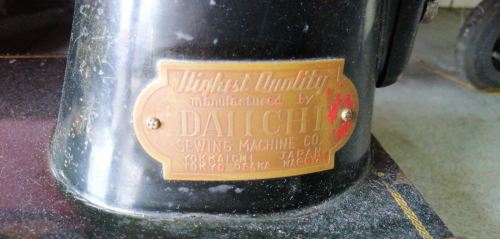 Highest Quality
manufactured by
DAIICHI
SEWING MACHINE CO.
YOKKAICHI JAPAN
TOKYO OSAKA NAGOYA